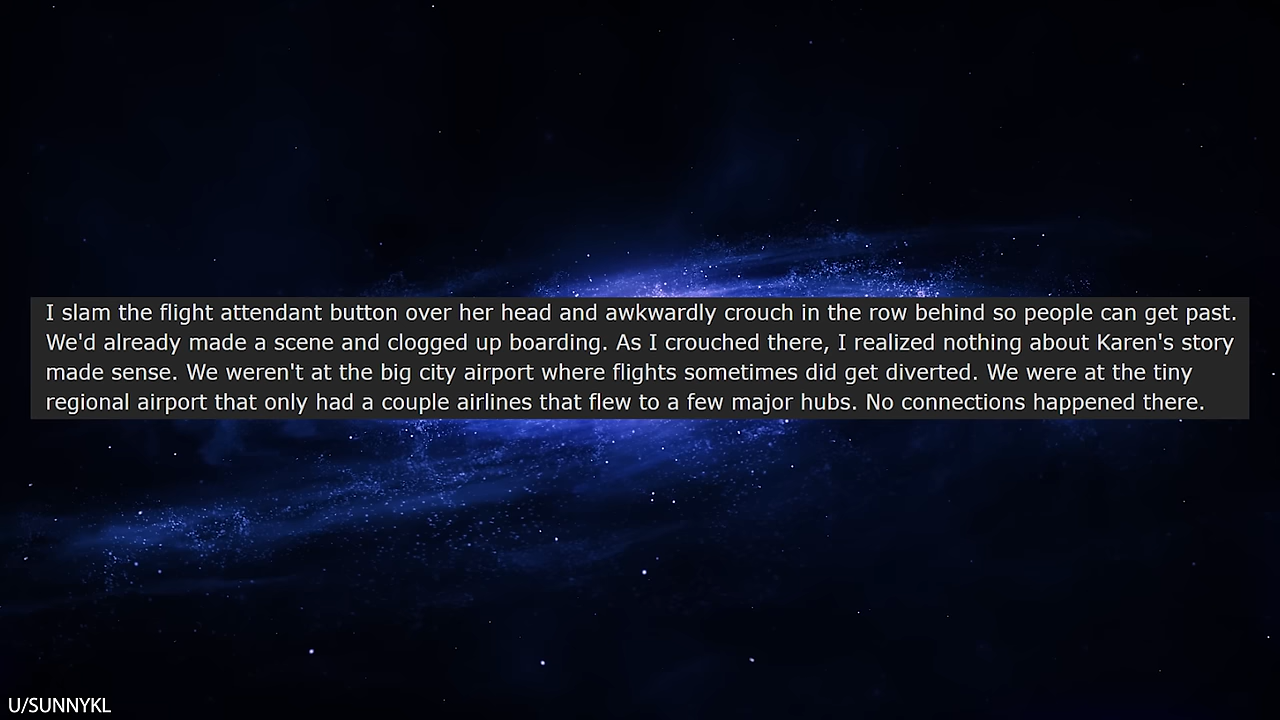 I slam the flight attendant button over her head and awkwardly crouch in the row behind so people can get past.
We'd already made a scene and clogged up boarding. As I crouched there, I realized nothing about Karen's story
made sense. We weren't at the big city airport where flights sometimes did get diverted. We were at the tiny
regional airport that only had a couple airlines that flew to a few major hubs. No connections happened there.
U/SUNNYKL